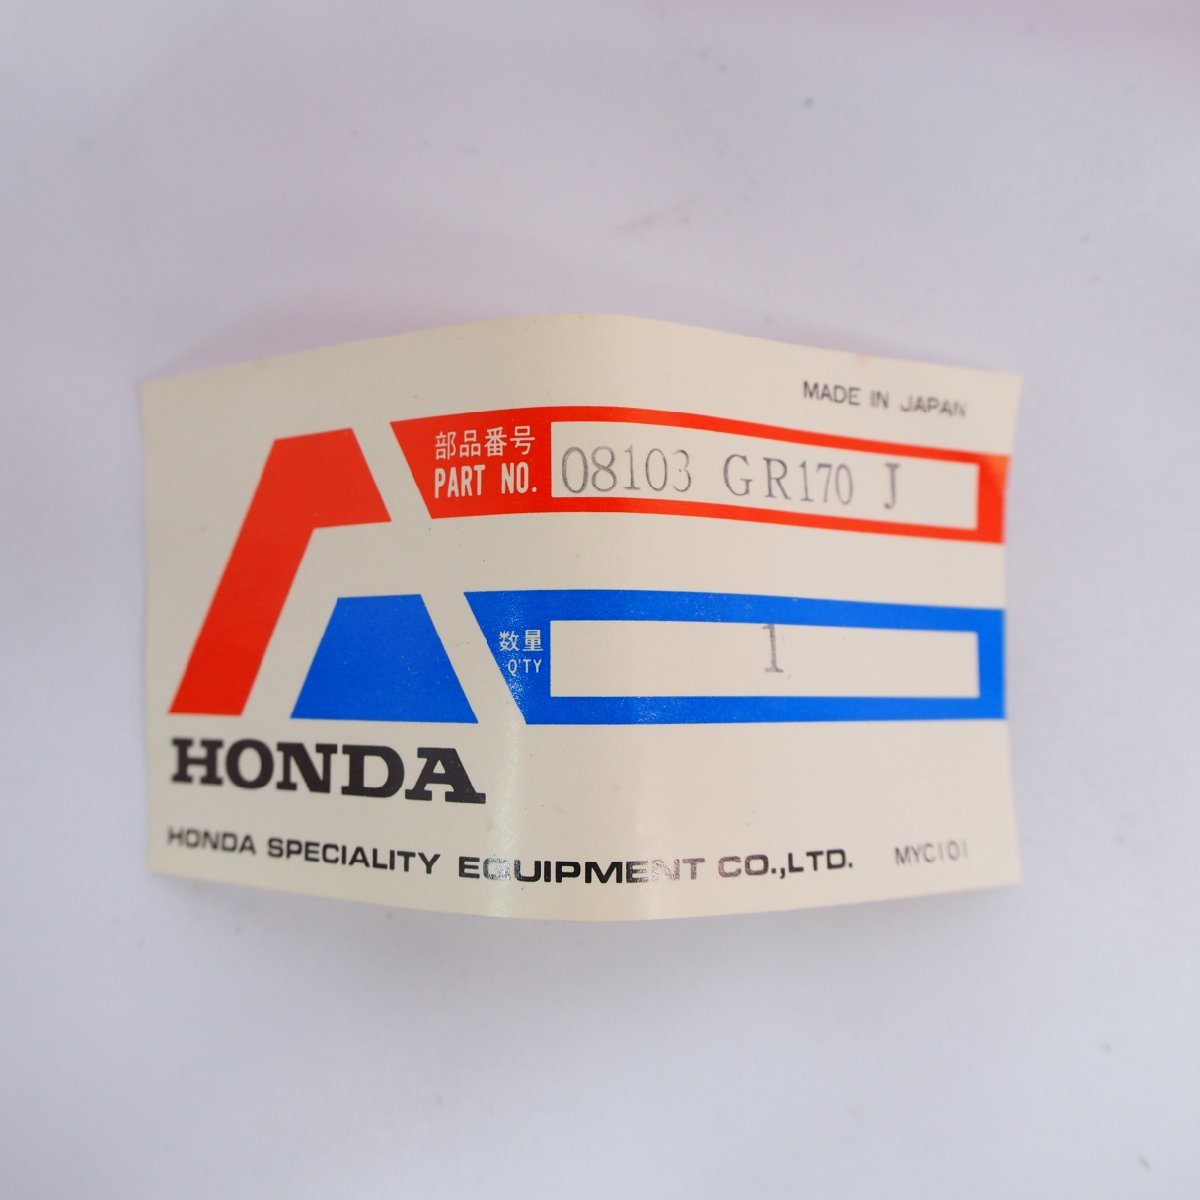 MADE IN JAPAN
部品番号
PART NO. 08103 GR170 J
数量
Q'TY 1
HONDA
HONDA SPECIALITY EQUIPMENT CO.,LTD. MYC101